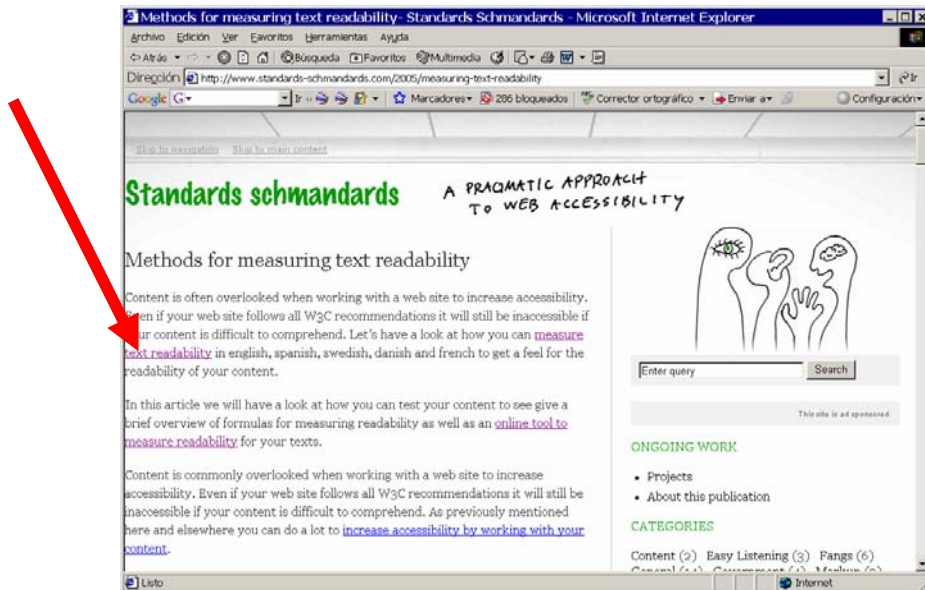 Methods for measuring text readability- Standards Schmandards - Microsoft Internet Explorer
Archivo Edición Ver Favoritos Herramientas Ayuda
Atrás Búsqueda Favoritos Multimedia
Dirección http://www.standards-schmandards.com/2005/measuring-text-readability Ir
Google G Ir Marcadores 206 bloqueados Corrector ortográfico Enviar a Configuración
Skip to navigation Skip to main content
Standards schmandards
A PRAGMATIC APPROACH
TO WEB ACCESSIBILITY
Methods for measuring text readability
Content is often overlooked when working with a web site to increase accessibility.
Even if your web site follows all W3C recommendations it will still be inaccessible if
your content is difficult to comprehend. Let's have a look at how you can measure
text readability in english, spanish, swedish, danish and french to get a feel for the
readability of your content.
In this article we will have a look at how you can test your content to see give a
brief overview of formulas for measuring readability as well as an online tool to
measure readability for your texts.
Content is commonly overlooked when working with a web site to increase
accessibility. Even if your web site follows all W3C recommendations it will still be
inaccessible if your content is difficult to comprehend. As previously mentioned
here and elsewhere you can do a lot to increase accessibility by working with your
content.
Enter query Search
This site is ad sponsored.
ONGOING WORK
• Projects
• About this publication
CATEGORIES
Content (2) Easy Listening (3) Fangs (6)
General Government Markup
Listo Internet